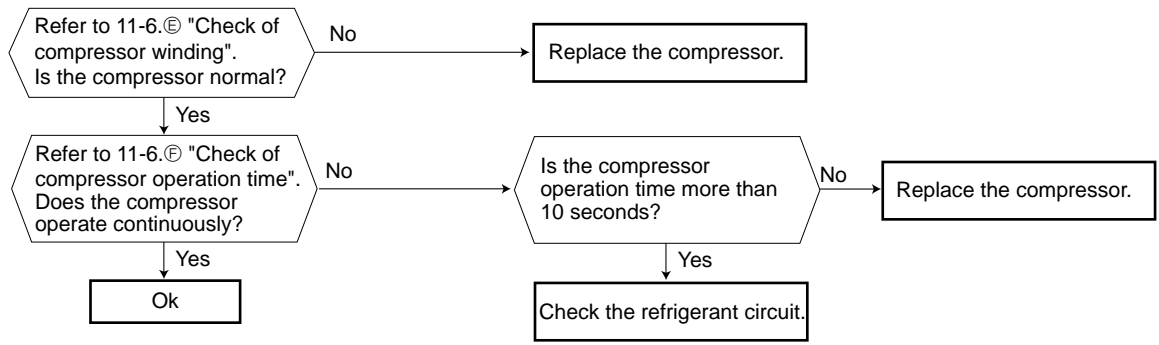 Refer to 11-6.Ⓔ "Check of
compressor winding".
Is the compressor normal?
No
Replace the compressor.
Yes
Refer to 11-6.Ⓕ "Check of
compressor operation time".
Does the compressor
operate continuously?
No
Is the compressor
operation time more than
10 seconds?
No
Replace the compressor.
Yes
Ok
Yes
Check the refrigerant circuit.